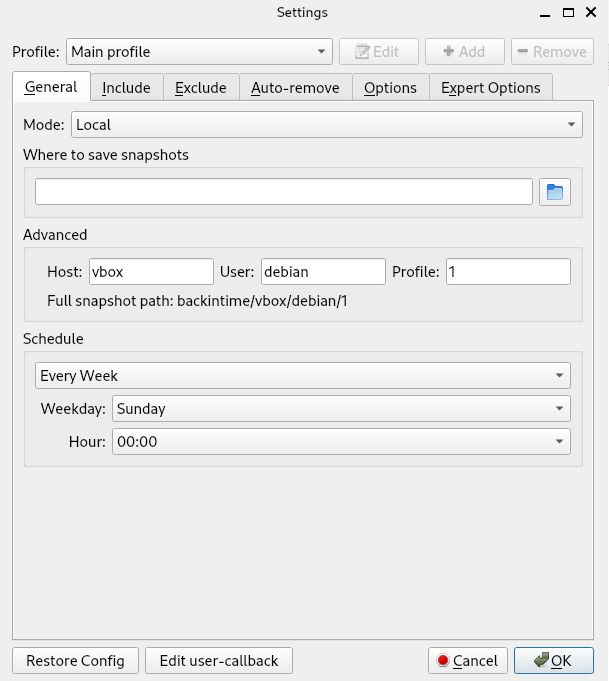 Settings
Profile: Main profile Edit Add Remove
General Include Exclude Auto-remove Options Expert Options
Mode: Local
Where to save snapshots
Advanced
Host: vbox User: debian Profile: 1
Full snapshot path: backintime/vbox/debian/1
Schedule
Every Week
Weekday: Sunday
Hour: 00:00
Restore Config Edit user-callback Cancel OK